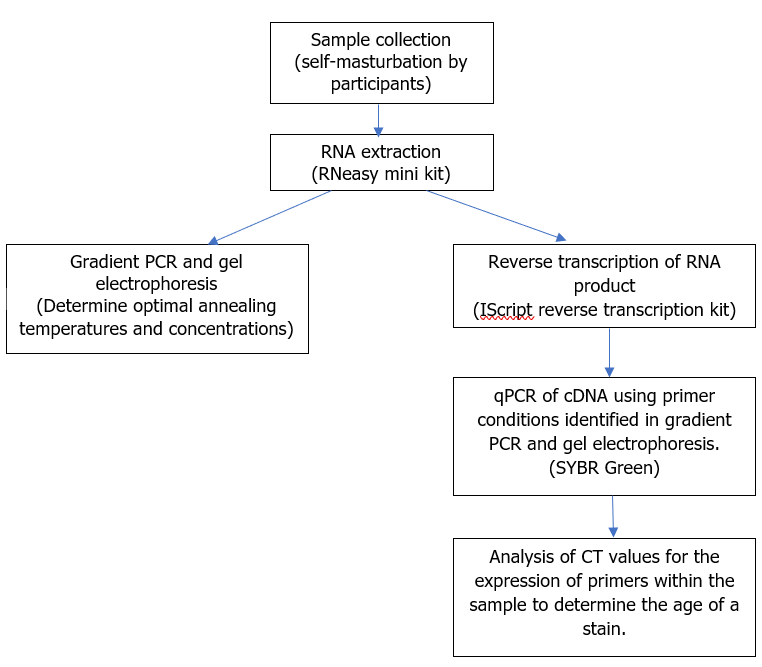 Sample collection
(self-masturbation by
participants)
RNA extraction
(RNeasy mini kit)
Gradient PCR and gel
electrophoresis
(Determine optimal annealing
temperatures and concentrations)
Reverse transcription of RNA
product
(IScript reverse transcription kit)
qPCR of cDNA using primer
conditions identified in gradient
PCR and gel electrophoresis.
(SYBR Green)
Analysis of CT values for the
expression of primers within the
sample to determine the age of a
stain.